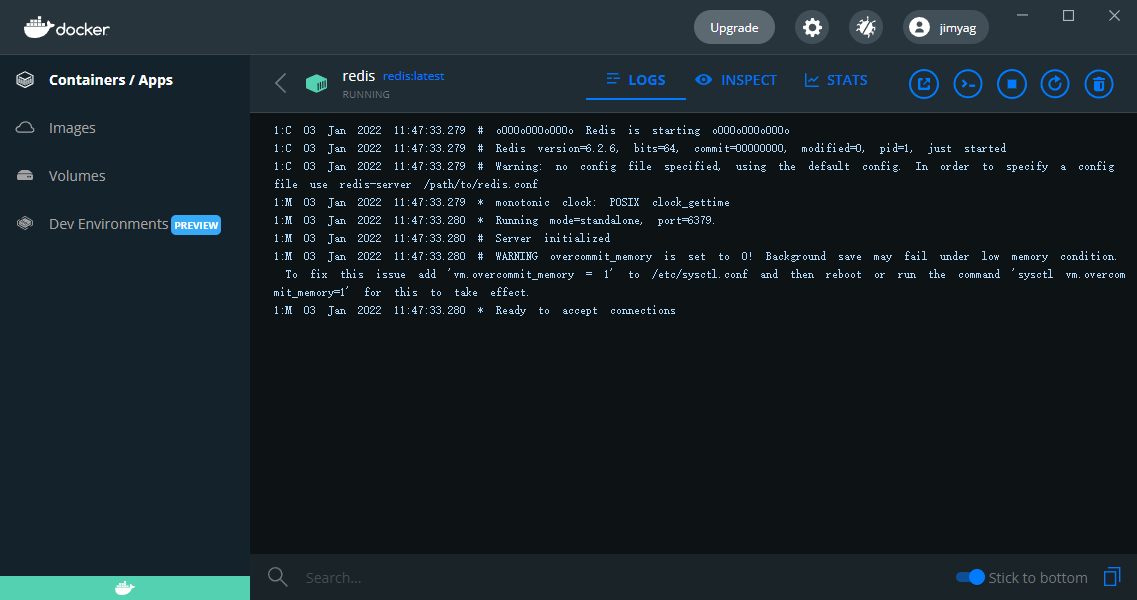 docker
Upgrade
jimyag
Containers / Apps
Images
Volumes
Dev Environments PREVIEW
redis redis:latest
RUNNING
LOGS
INSPECT
STATS
1:C 03 Jan 2022 11:47:33.279 # oO0OoO0OoO0Oo Redis is starting oO0OoO0OoO0Oo
1:C 03 Jan 2022 11:47:33.279 # Redis version=6.2.6, bits=64, commit=00000000, modified=0, pid=1, just started
1:C 03 Jan 2022 11:47:33.279 # Warning: no config file specified, using the default config. In order to specify a config
file use redis-server /path/to/redis.conf
1:M 03 Jan 2022 11:47:33.279 * monotonic clock: POSIX clock_gettime
1:M 03 Jan 2022 11:47:33.280 * Running mode=standalone, port=6379.
1:M 03 Jan 2022 11:47:33.280 # Server initialized
1:M 03 Jan 2022 11:47:33.280 # WARNING overcommit_memory is set to 0! Background save may fail under low memory condition.
To fix this issue add 'vm.overcommit_memory = 1' to /etc/sysctl.conf and then reboot or run the command 'sysctl vm.overcom
mit_memory=1' for this to take effect.
1:M 03 Jan 2022 11:47:33.280 * Ready to accept connections
Search...
Stick to bottom